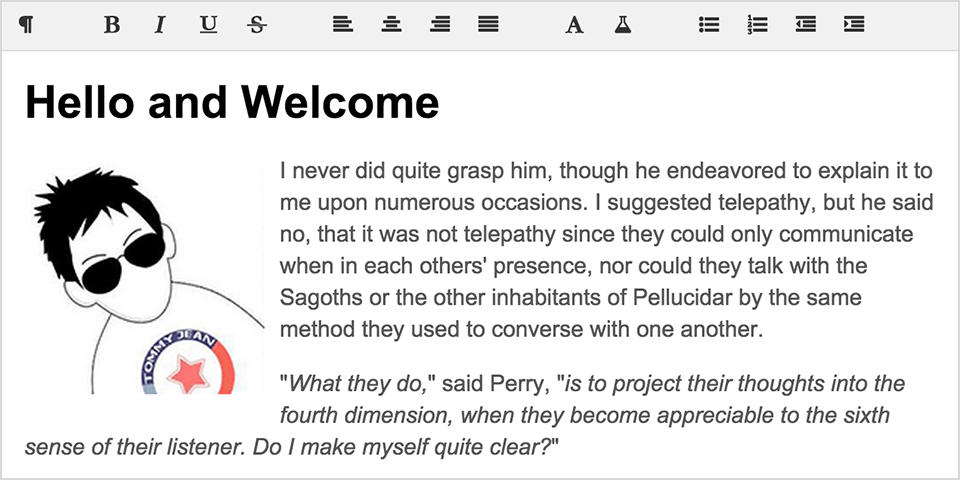 ¶ B I U S A
Hello and Welcome
I never did quite grasp him, though he endeavored to explain it to
me upon numerous occasions. I suggested telepathy, but he said
no, that it was not telepathy since they could only communicate
when in each others' presence, nor could they talk with the
Sagoths or the other inhabitants of Pellucidar by the same
method they used to converse with one another.
TOMMY JEAN
"What they do," said Perry, "is to project their thoughts into the
fourth dimension, when they become appreciable to the sixth
sense of their listener. Do I make myself quite clear?"